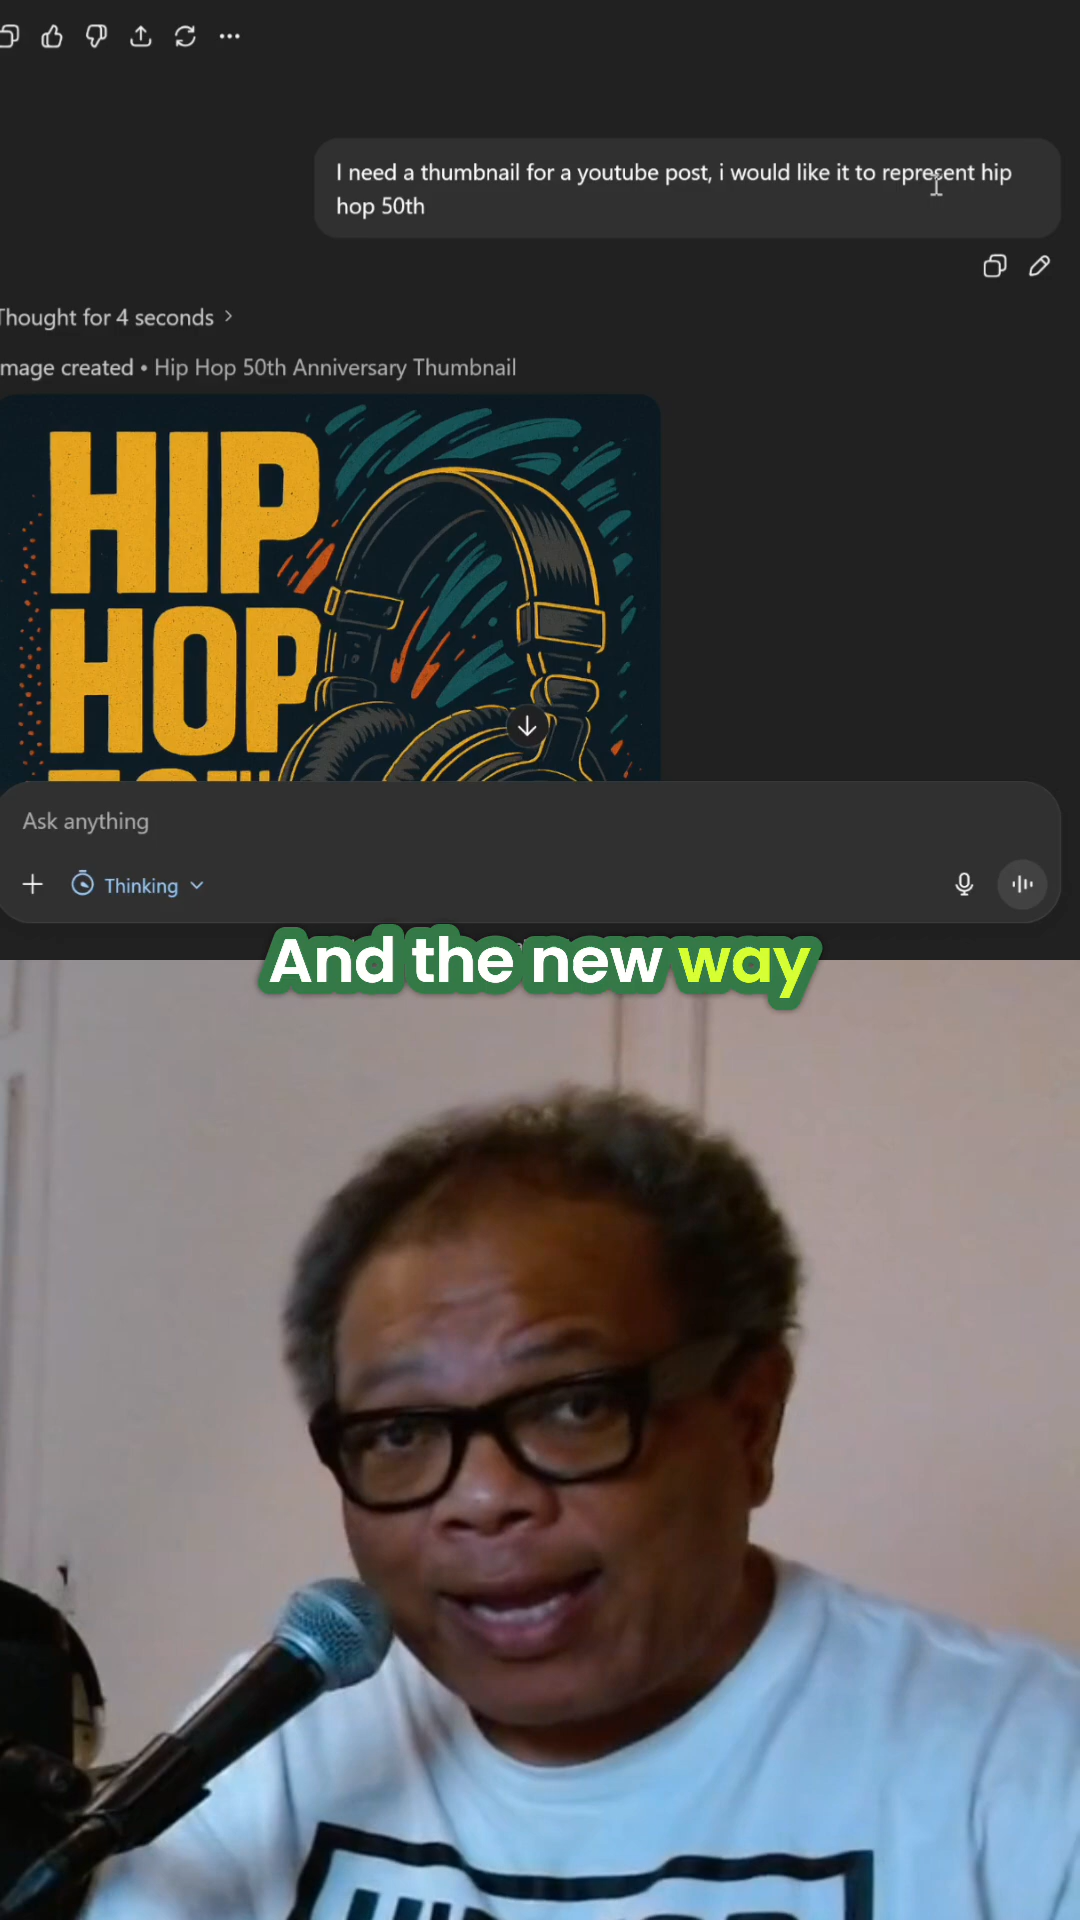 I need a thumbnail for a youtube post, i would like it to represent hip
hop 50th
Thought for 4 seconds
mage created • Hip Hop 50th Anniversary Thumbnail
HIP
HOP
Ask anything
Thinking
And the new way